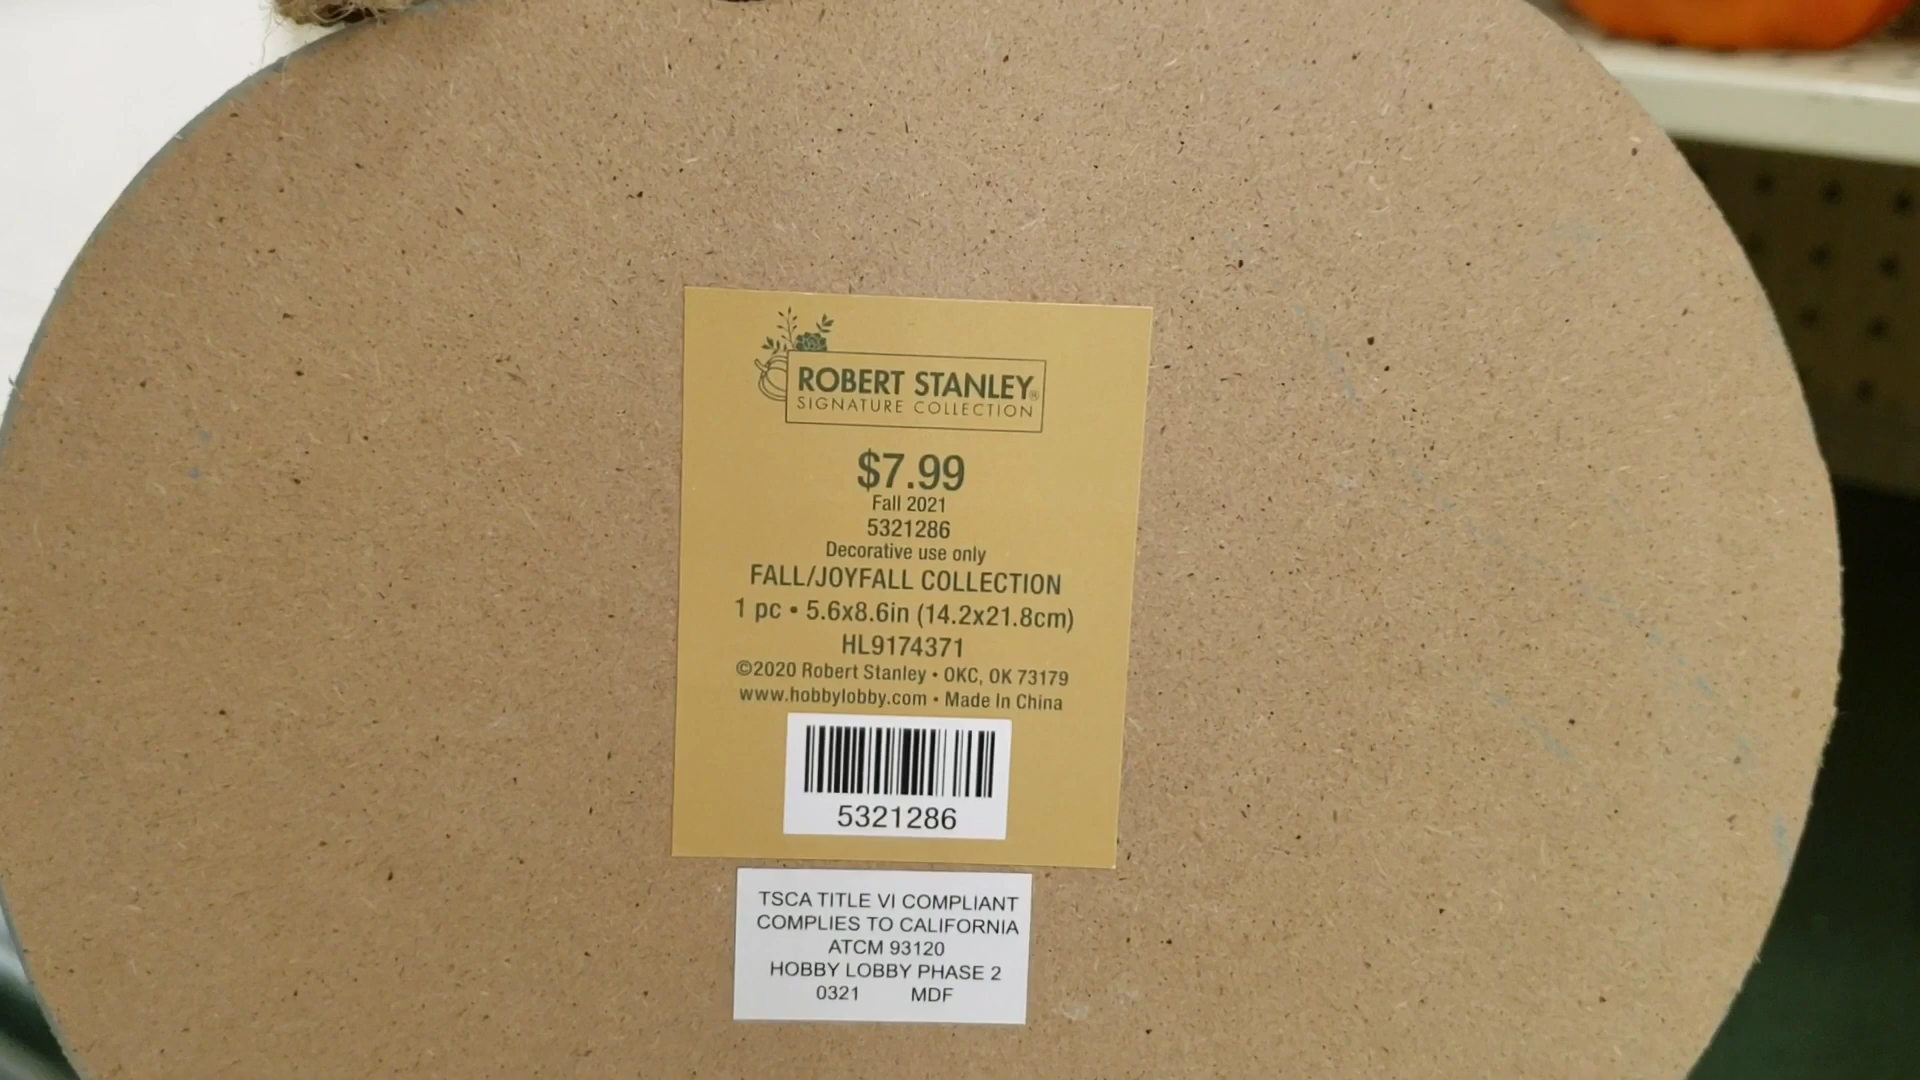 ROBERT STANLEY®
SIGNATURE COLLECTION
$7.99
Fall 2021
5321286
Decorative use only
FALL/JOYFALL COLLECTION
1 pc • 5.6x8.6in (14.2x21.8cm)
HL9174371
©2020 Robert Stanley • OKC, OK 73179
www.hobbylobby.com • Made In China
5321286
TSCA TITLE VI COMPLIANT
COMPLIES TO CALIFORNIA
ATCM 93120
HOBBY LOBBY PHASE 2
0321 MDF